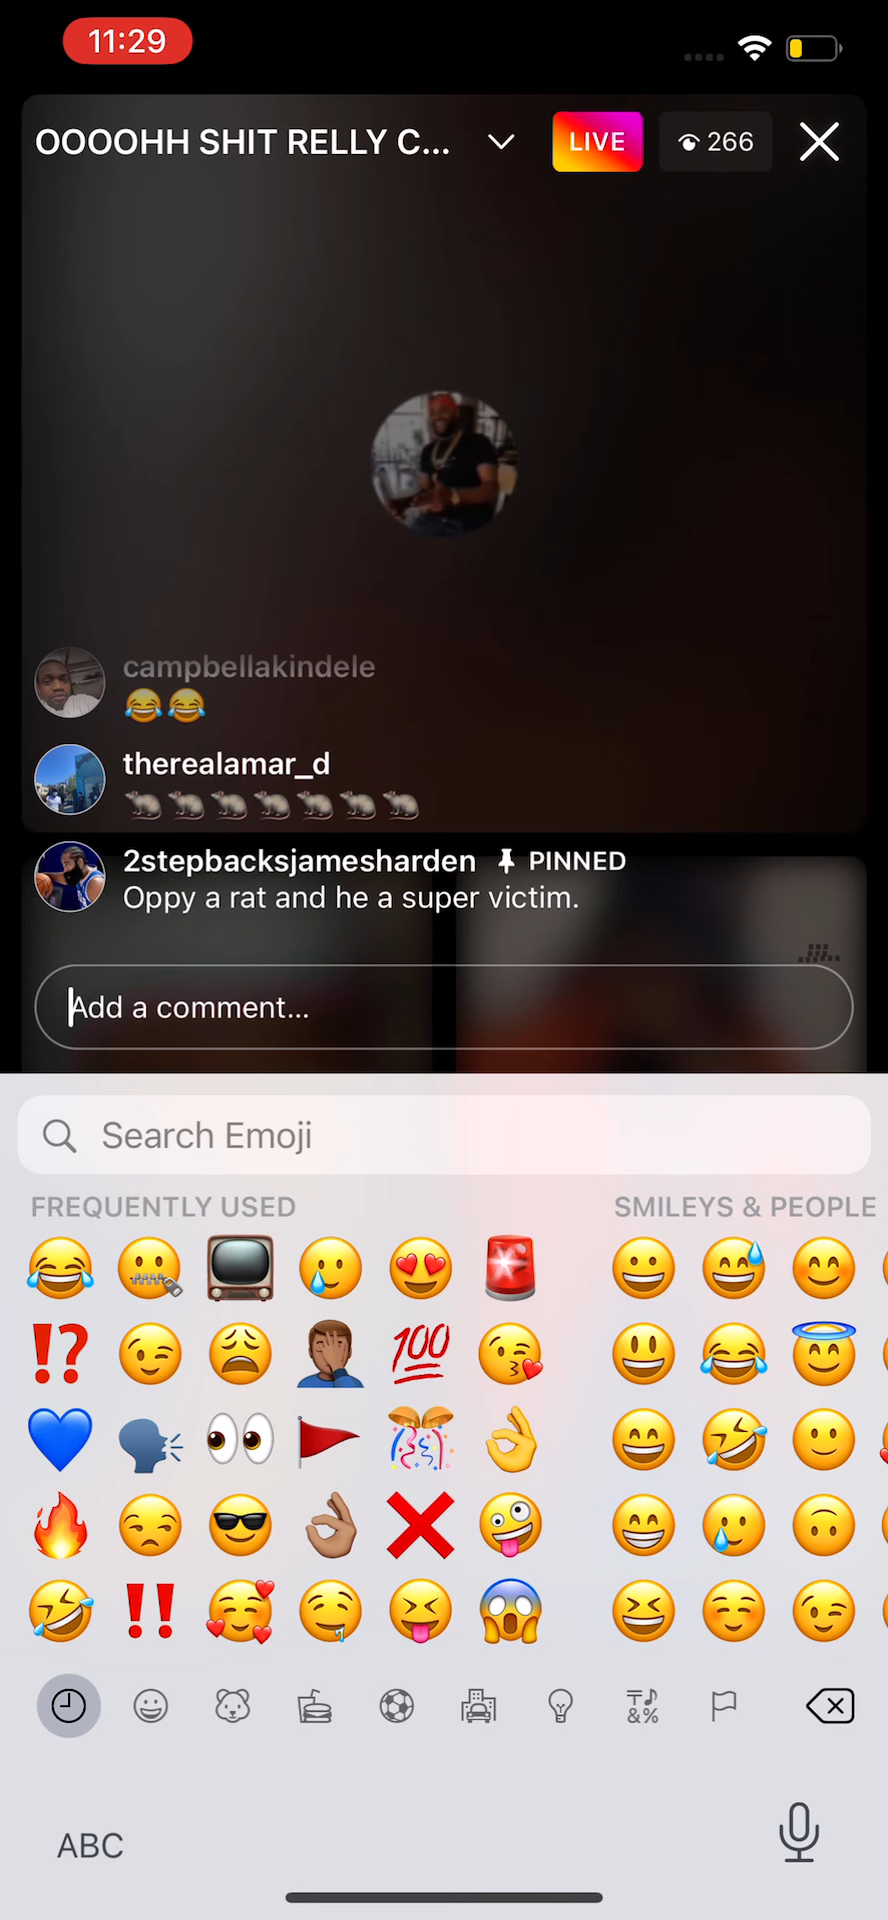 11:29
OOOOHH SHIT RELLY C...
LIVE
266
campbellakindele
😂😂
therealamar_d
🐀🐀🐀🐀🐀🐀🐀
2stepbacksjamesharden PINNED
Oppy a rat and he a super victim.
Add a comment...
Search Emoji
FREQUENTLY USED
SMILEYS & PEOPLE
ABC